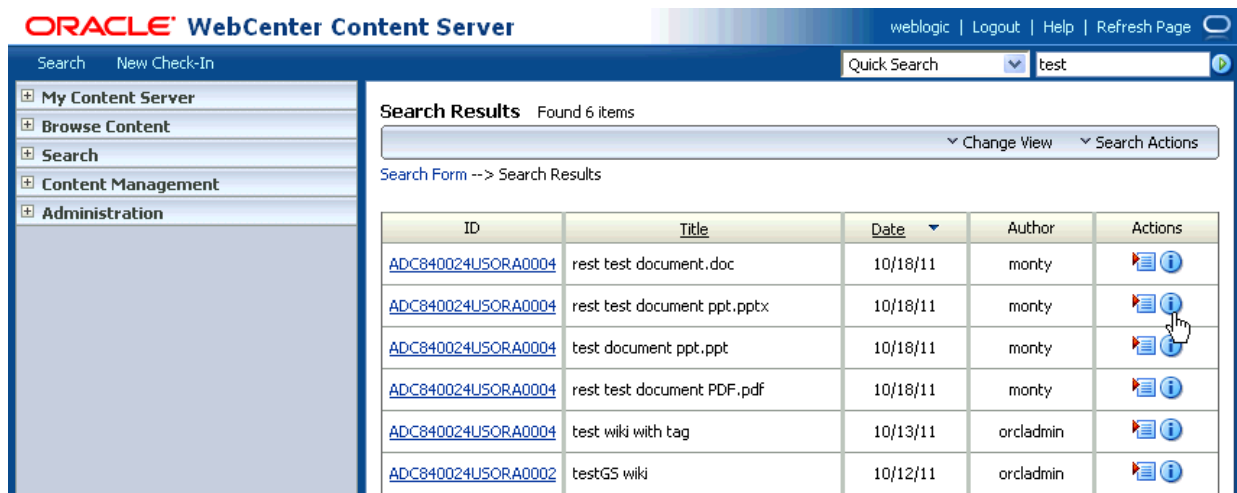 ORACLE WebCenter Content Server
weblogic | Logout | Help | Refresh Page
Search New Check-In Quick Search test
My Content Server
Browse Content
Search
Content Management
Administration
Search Results Found 6 items
Change View Search Actions
Search Form --> Search Results
ID Title Date Author Actions
ADC840024USORA0004 rest test document.doc 10/18/11 monty
ADC840024USORA0004 rest test document ppt.pptx 10/18/11 monty
ADC840024USORA0004 test document ppt.ppt 10/18/11 monty
ADC840024USORA0004 rest test document PDF.pdf 10/18/11 monty
ADC840024USORA0004 test wiki with tag 10/13/11 orcladmin
ADC840024USORA0002 testGS wiki 10/12/11 orcladmin